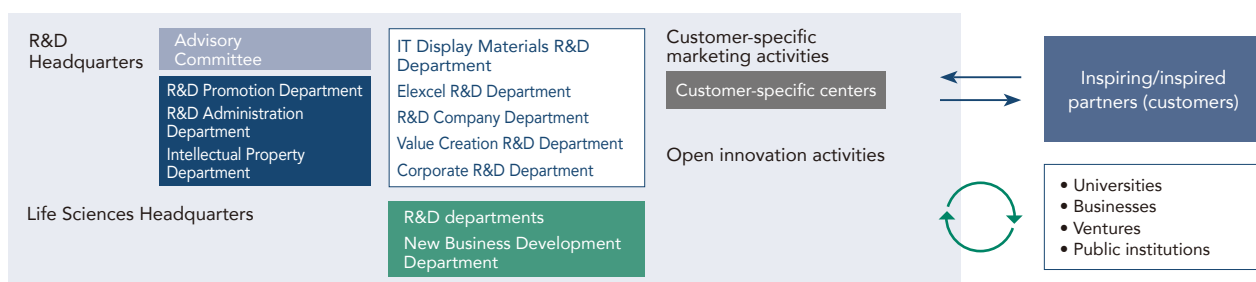 R&D
Headquarters
Advisory
Committee
R&D Promotion Department
R&D Administration
Department
Intellectual Property
Department
IT Display Materials R&D
Department
Elexcel R&D Department
R&D Company Department
Value Creation R&D Department
Corporate R&D Department
Customer-specific
marketing activities
Customer-specific centers
Open innovation activities
Inspiring/inspired
partners (customers)
Life Sciences Headquarters
R&D departments
New Business Development
Department
• Universities
• Businesses
• Ventures
• Public institutions